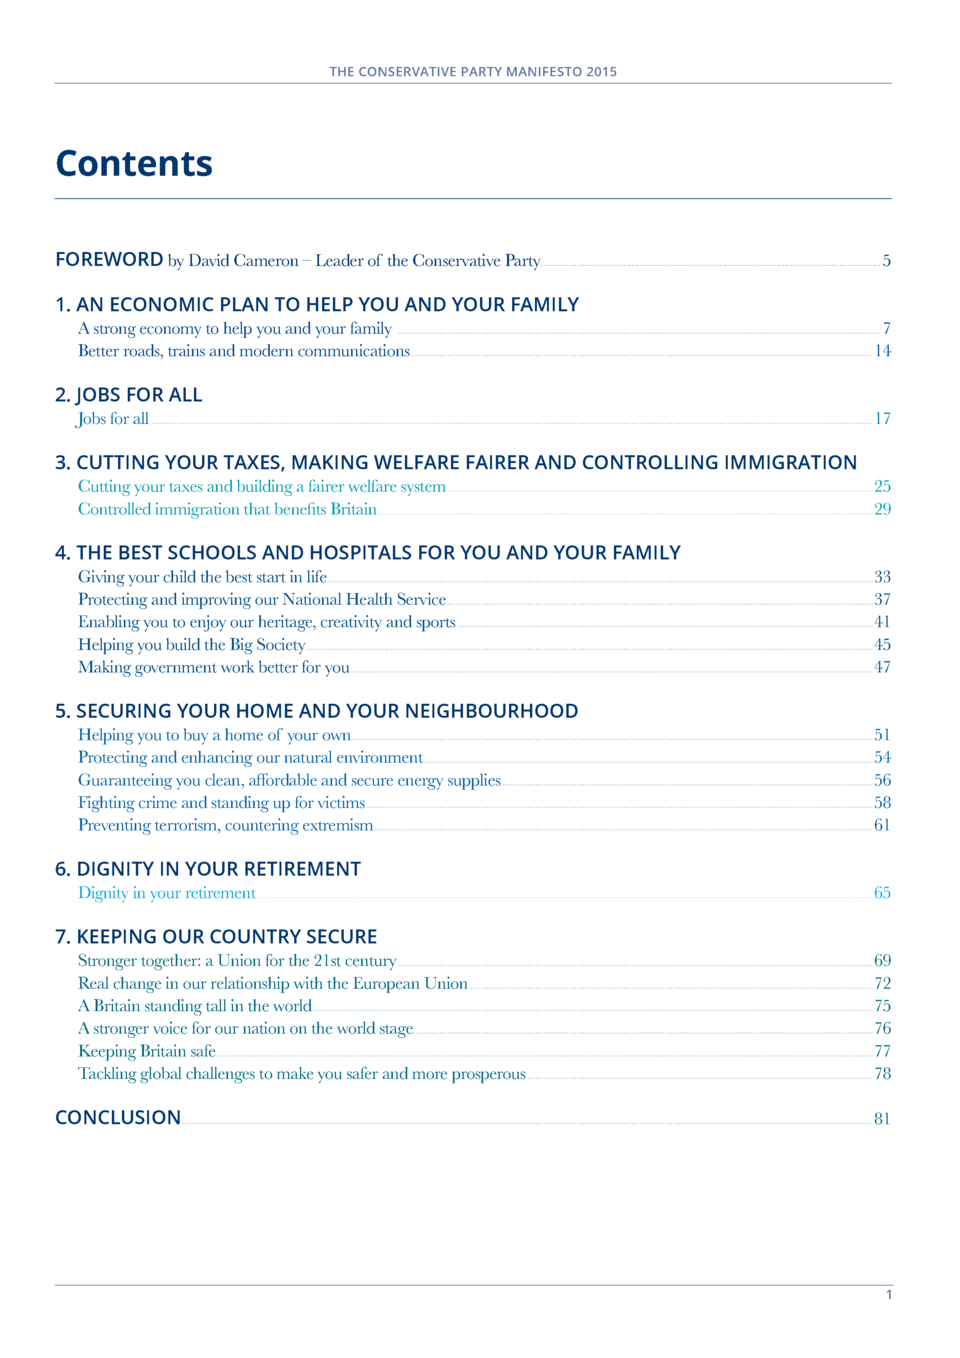 THE CONSERVATIVE PARTY MANIFESTO 2015
Contents
FOREWORD by David Cameron – Leader of the Conservative Party 5
1. AN ECONOMIC PLAN TO HELP YOU AND YOUR FAMILY
A strong economy to help you and your family 7
Better roads, trains and modern communications 14
2. JOBS FOR ALL
Jobs for all 17
3. CUTTING YOUR TAXES, MAKING WELFARE FAIRER AND CONTROLLING IMMIGRATION
Cutting your taxes and building a fairer welfare system 25
Controlled immigration that benefits Britain 29
4. THE BEST SCHOOLS AND HOSPITALS FOR YOU AND YOUR FAMILY
Giving your child the best start in life 33
Protecting and improving our National Health Service 37
Enabling you to enjoy our heritage, creativity and sports 41
Helping you build the Big Society 45
Making government work better for you 47
5. SECURING YOUR HOME AND YOUR NEIGHBOURHOOD
Helping you to buy a home of your own 51
Protecting and enhancing our natural environment 54
Guaranteeing you clean, affordable and secure energy supplies 56
Fighting crime and standing up for victims 58
Preventing terrorism, countering extremism 61
6. DIGNITY IN YOUR RETIREMENT
Dignity in your retirement 65
7. KEEPING OUR COUNTRY SECURE
Stronger together: a Union for the 21st century 69
Real change in our relationship with the European Union 72
A Britain standing tall in the world 75
A stronger voice for our nation on the world stage 76
Keeping Britain safe 77
Tackling global challenges to make you safer and more prosperous 78
CONCLUSION 81
1